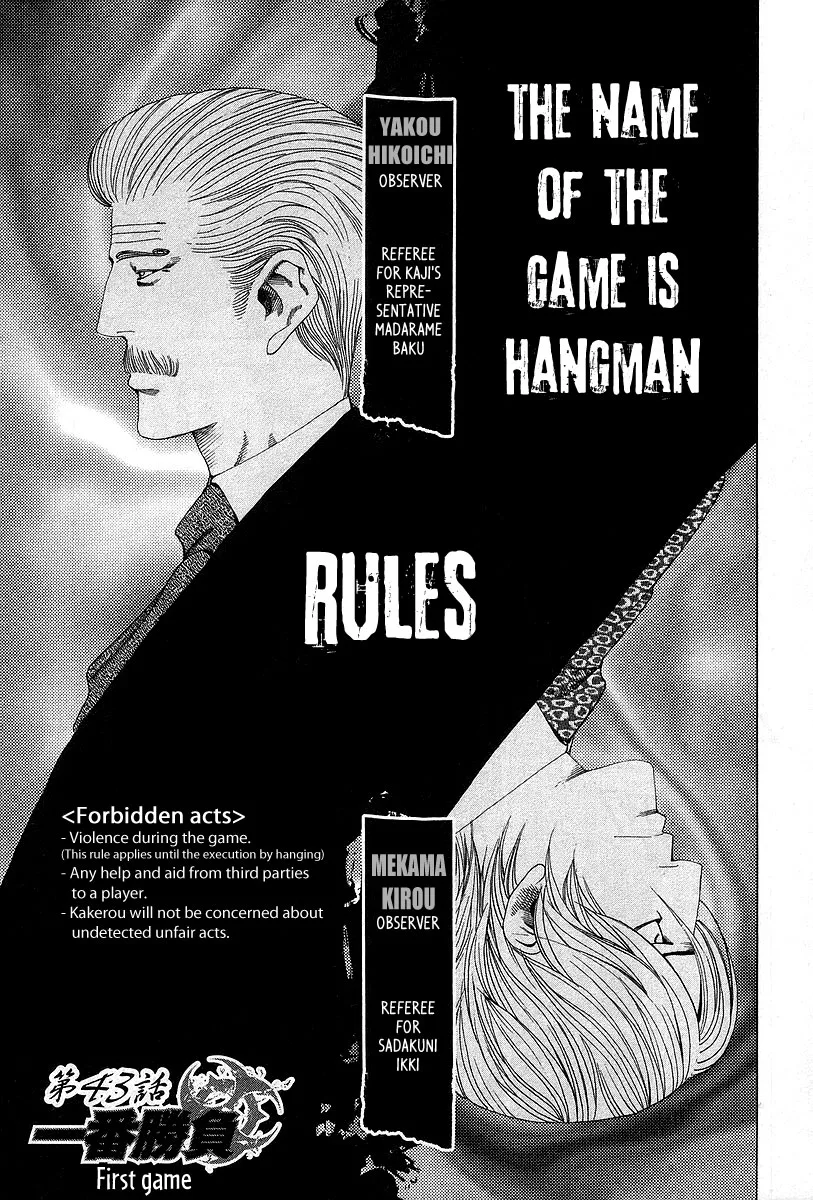 THE NAME
OF THE
GAME IS
HANGMAN
YAKOU
HIKOICHI
OBSERVER
REFEREE
FOR KAJI'S
REPRE-
SENTATIVE
MADARAME
BAKU
RULES
<Forbidden acts>
- Violence during the game.
(This rule applies until the execution by hanging)
- Any help and aid from third parties
to a player.
- Kakerou will not be concerned about
undetected unfair acts.
MEKAMA
KIROU
OBSERVER
REFEREE
FOR
SADAKUNI
IKKI
第43話
一番勝負
First game